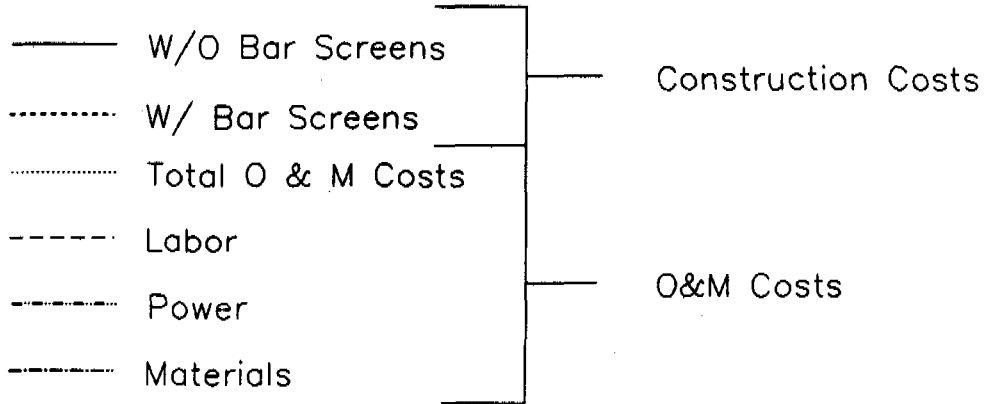 W/O Bar Screens
W/ Bar Screens
Construction Costs
Total O & M Costs
Labor
Power
Materials
O&M Costs